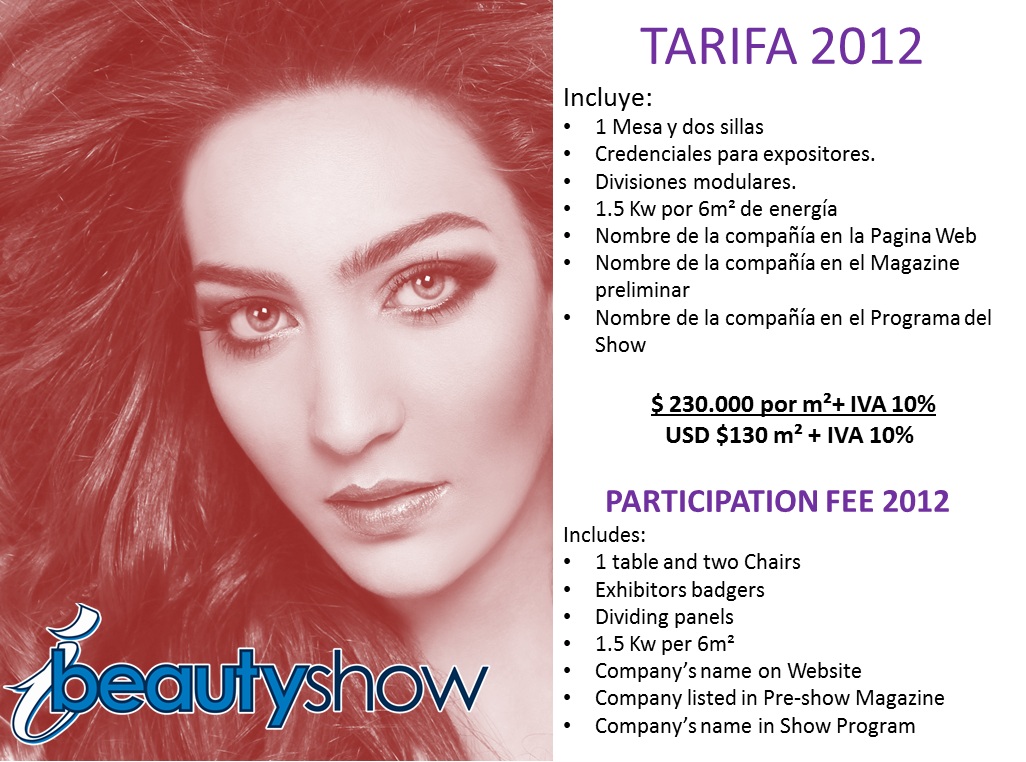 TARIFA 2012
Incluye:
• 1 Mesa y dos sillas
• Credenciales para expositores.
• Divisiones modulares.
• 1.5 Kw por 6m² de energía
• Nombre de la compañía en la Pagina Web
• Nombre de la compañía en el Magazine
preliminar
• Nombre de la compañía en el Programa del
Show
$ 230.000 por m²+ IVA 10%
USD $130 m² + IVA 10%
PARTICIPATION FEE 2012
Includes:
• 1 table and two Chairs
• Exhibitors badgers
• Dividing panels
• 1.5 Kw per 6m²
• Company’s name on Website
• Company listed in Pre-show Magazine
• Company’s name in Show Program
ibeautyshow